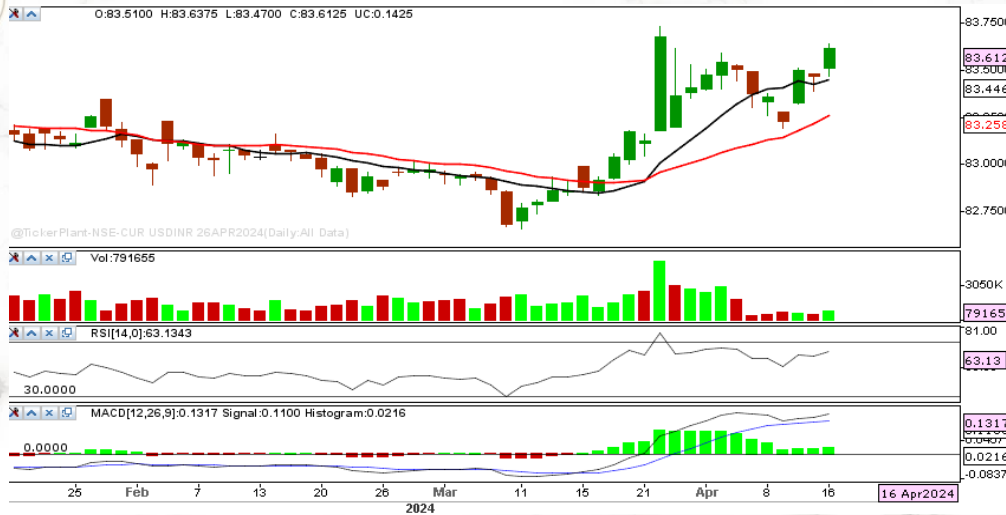 O:83.5100 H:83.6375 L:83.4700 C:83.6125 UC:0.1425
83.7500
83.612
83.5000
83.446
83.258
83.0000
82.7500
@TickerPlant-NSE-CUR USDINR 26APR2024(Daily:All Data)
Vol:791655
3050K
79165
RSI[14,0]:63.1343
81.00
63.13
30.0000
MACD[12,26,9]:0.1317 Signal:0.1100 Histogram:0.0216
0.1317
0.0000
0.0216
-0.0837
25 Feb 7 13 20 26 Mar 11 15 21 Apr 8 16 16 Apr2024
2024